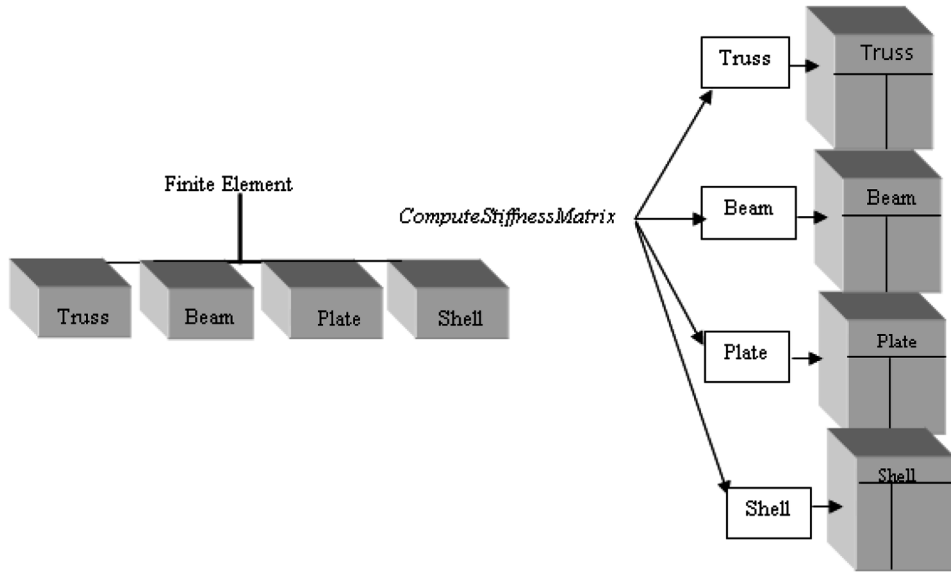 Finite Element
Truss
Beam
Plate
Shell
ComputeStiffnessMatrix
Truss
Truss
Beam
Beam
Plate
Plate
Shell
Shell